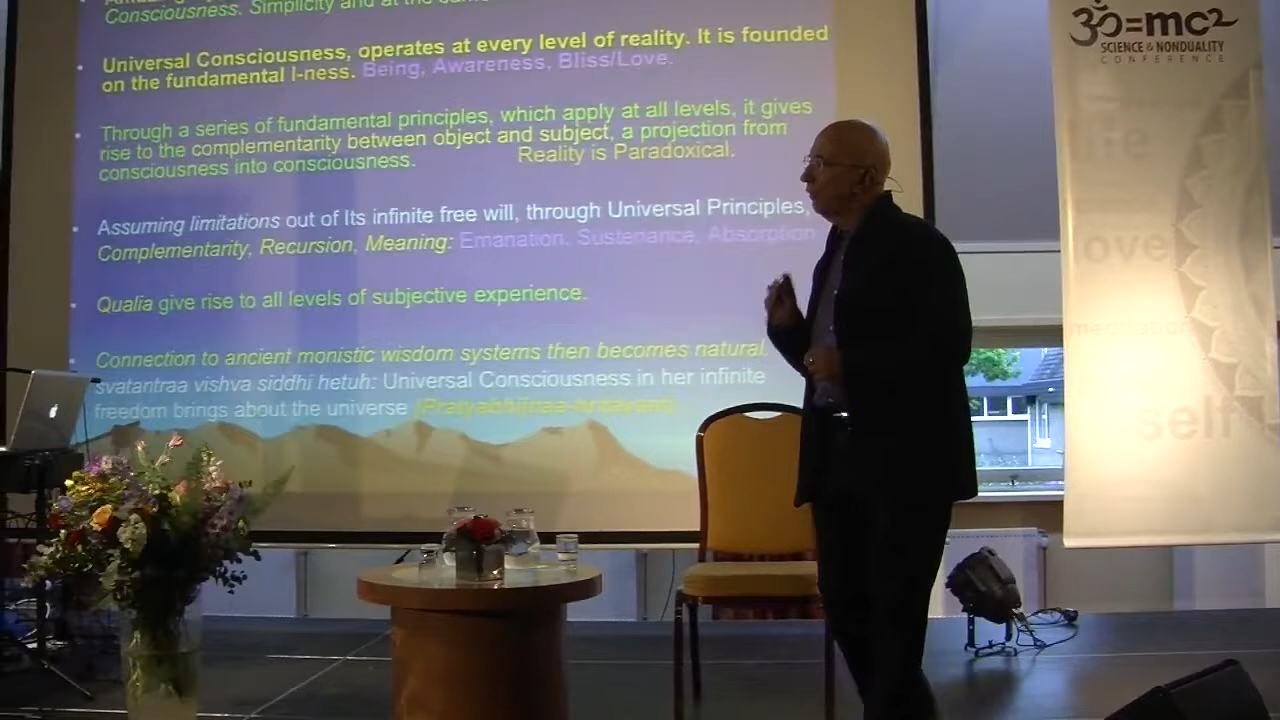 Consciousness. Simplicity and at the
Universal Consciousness, operates at every level of reality. It is founded
on the fundamental I-ness. Being, Awareness, Bliss/Love.
Through a series of fundamental principles, which apply at all levels, it gives
rise to the complementarity between object and subject, a projection from
consciousness into consciousness. Reality is Paradoxical.
Assuming limitations out of Its infinite free will, through Universal Principles,
Complementarity, Recursion, Meaning: Emanation, Sustenance, Absorption
Qualia give rise to all levels of subjective experience.
Connection to ancient monistic wisdom systems then becomes natural.
svatantraa vishva siddhi hetuh: Universal Consciousness in her infinite
freedom brings about the universe
ॐ=mc2
SCIENCE & NONDUALITY
CONFERENCE
life
love
meditation
self